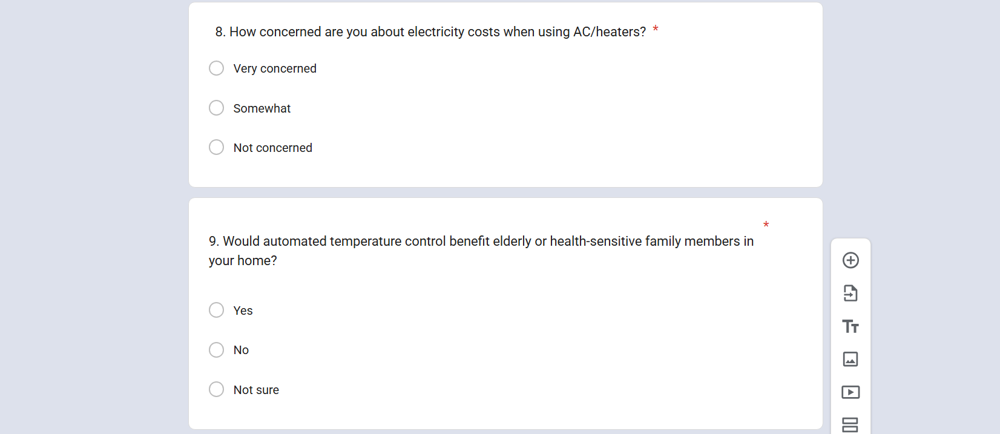 8. How concerned are you about electricity costs when using AC/heaters? *
Very concerned
Somewhat
Not concerned
*
9. Would automated temperature control benefit elderly or health-sensitive family members in
your home?
Yes
No
Not sure
Tt